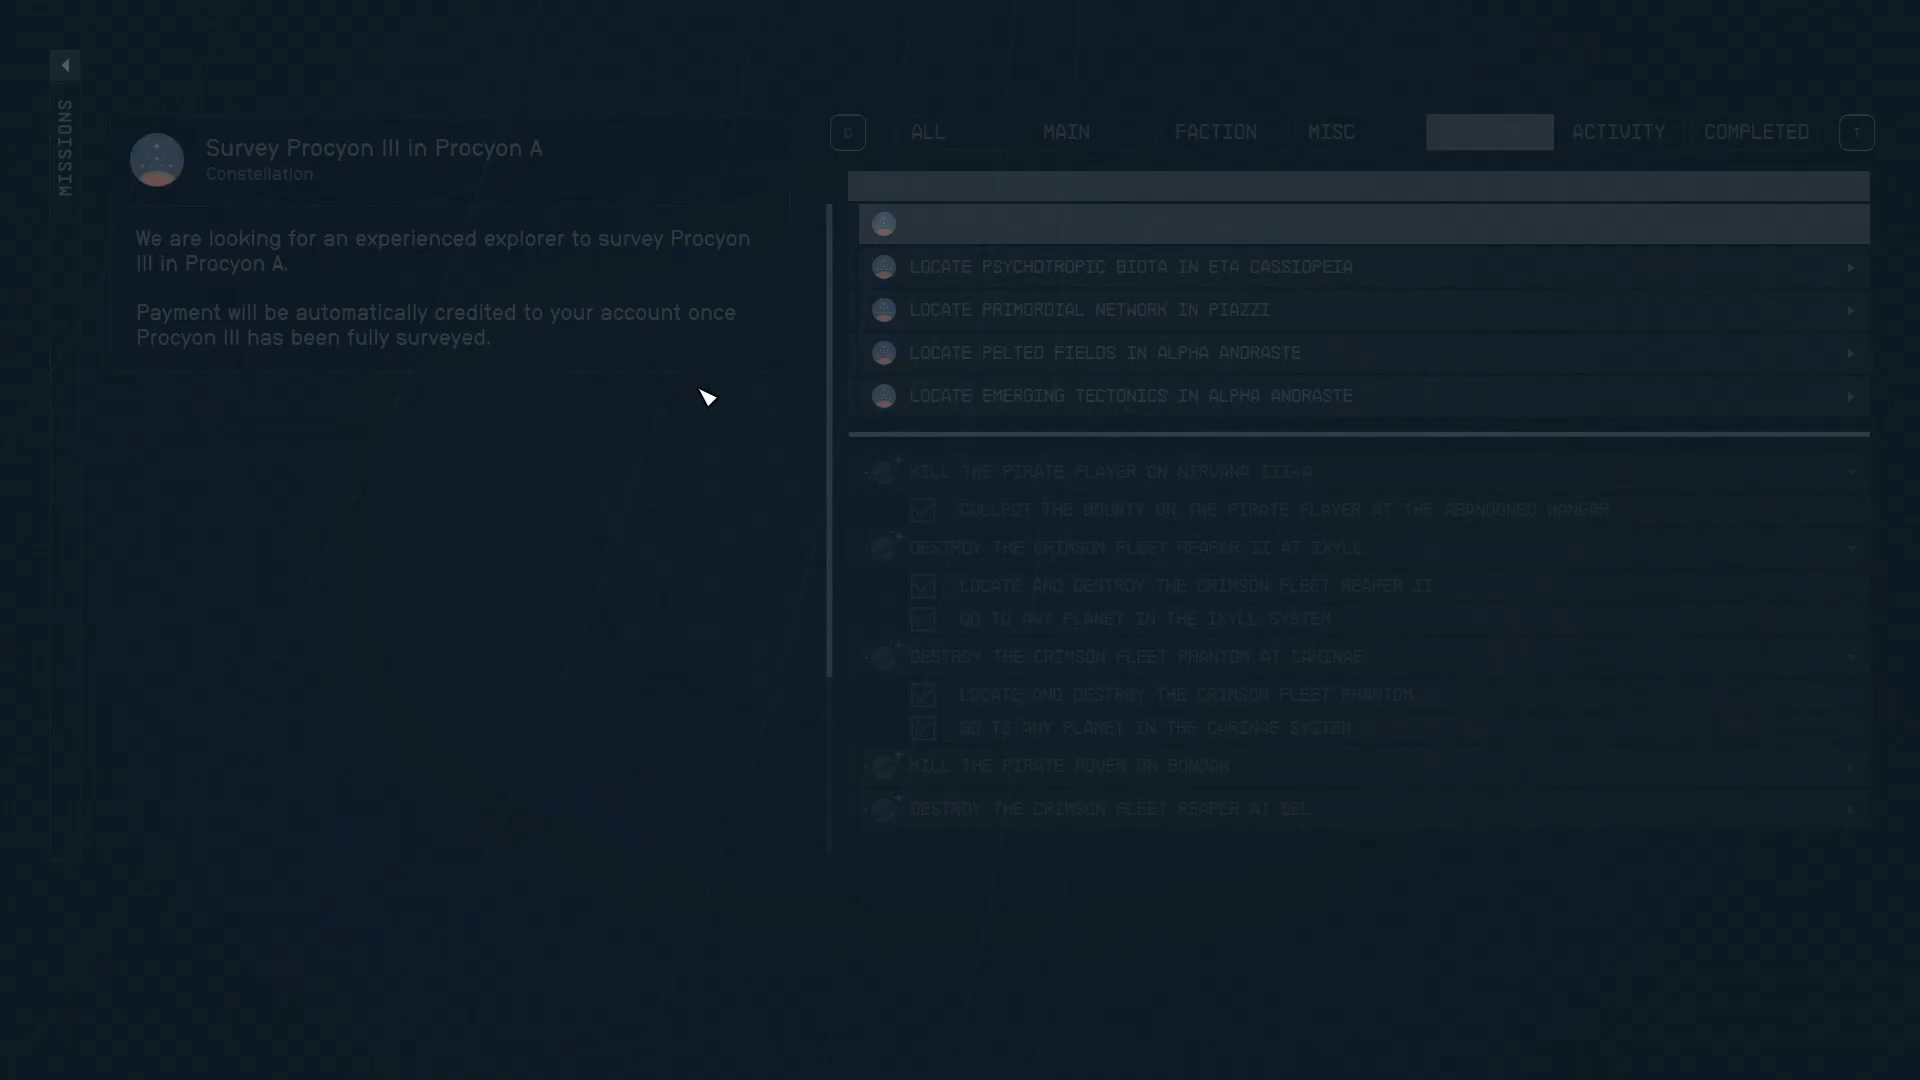 MISSIONS
Survey Procyon III in Procyon A
Constellation
We are looking for an experienced explorer to survey Procyon
III in Procyon A.
Payment will be automatically credited to your account once
Procyon III has been fully surveyed.
ALL MAIN FACTION MISC ACTIVITY COMPLETED T
LOCATE PSYCHOTROPIC BIOTA IN ETA CASSIOPEIA
LOCATE PRIMORDIAL NETWORK IN PIAZZI
LOCATE PELTED FIELDS IN ALPHA ANDRASTE
LOCATE EMERGING TECTONICS IN ALPHA ANDRASTE
KILL THE PIRATE FLAYER ON NIRVANA III-A
COLLECT THE BOUNTY ON THE PIRATE FLAYER AT THE ABANDONED HANGAR
DESTROY THE CRIMSON FLEET REAPER II AT IXYLL
LOCATE AND DESTROY THE CRIMSON FLEET REAPER II
GO TO ANY PLANET IN THE IXYLL SYSTEM
DESTROY THE CRIMSON FLEET PHANTOM AT CARINAE
LOCATE AND DESTROY THE CRIMSON FLEET PHANTOM
GO TO ANY PLANET IN THE CARINAE SYSTEM
KILL THE PIRATE ROVER ON BONDAR
DESTROY THE CRIMSON FLEET REAPER AT BEL